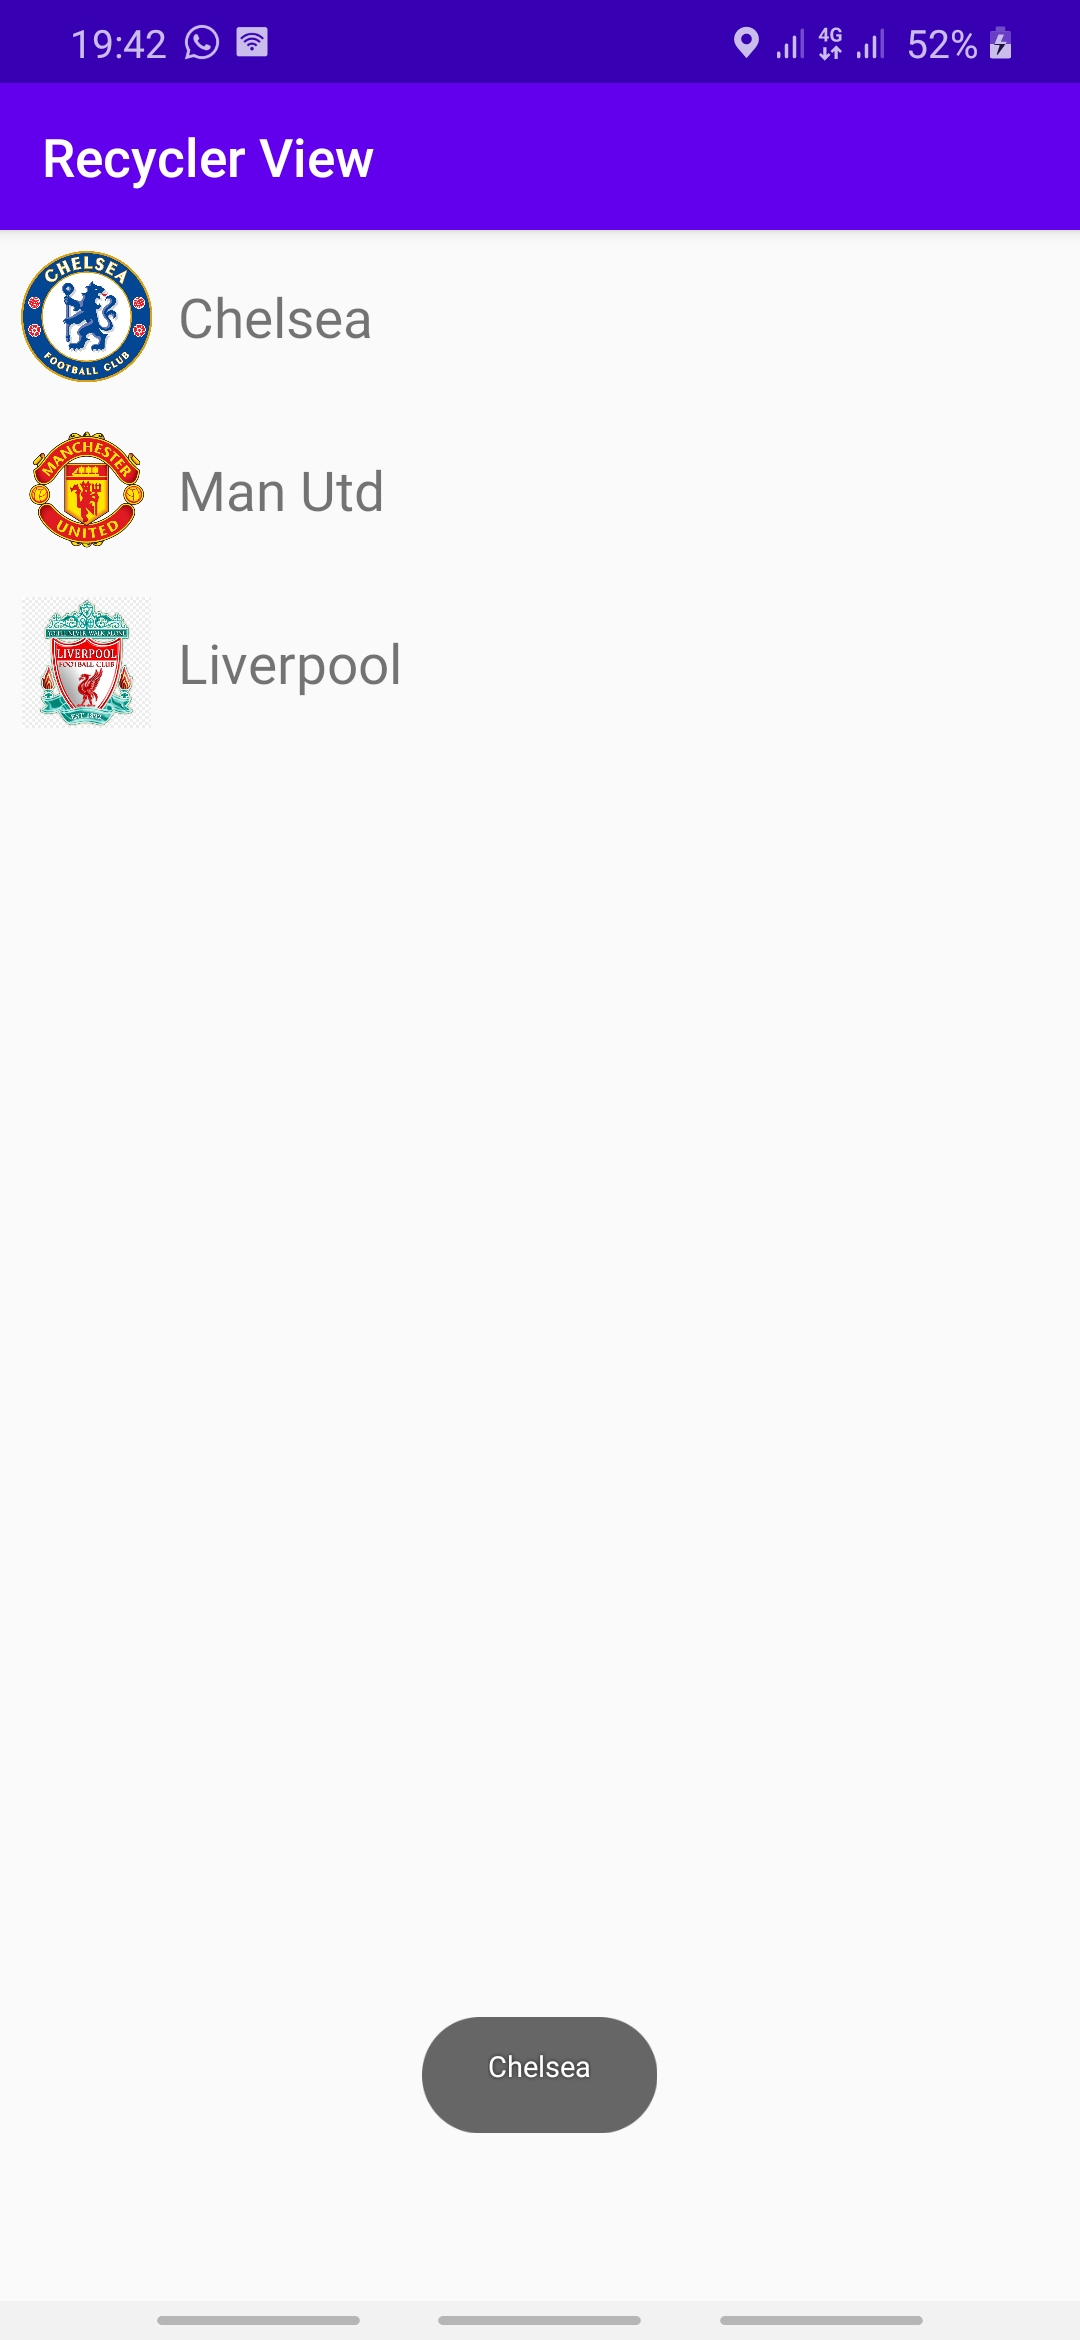 19:42
4G
52%
Recycler View
CHELSEA
FOOTBALL CLUB
Chelsea
MANCHESTER
UNITED
Man Utd
YOU'LL NEVER WALK ALONE
LIVERPOOL
FOOTBALL CLUB
EST 1892
Liverpool
Chelsea